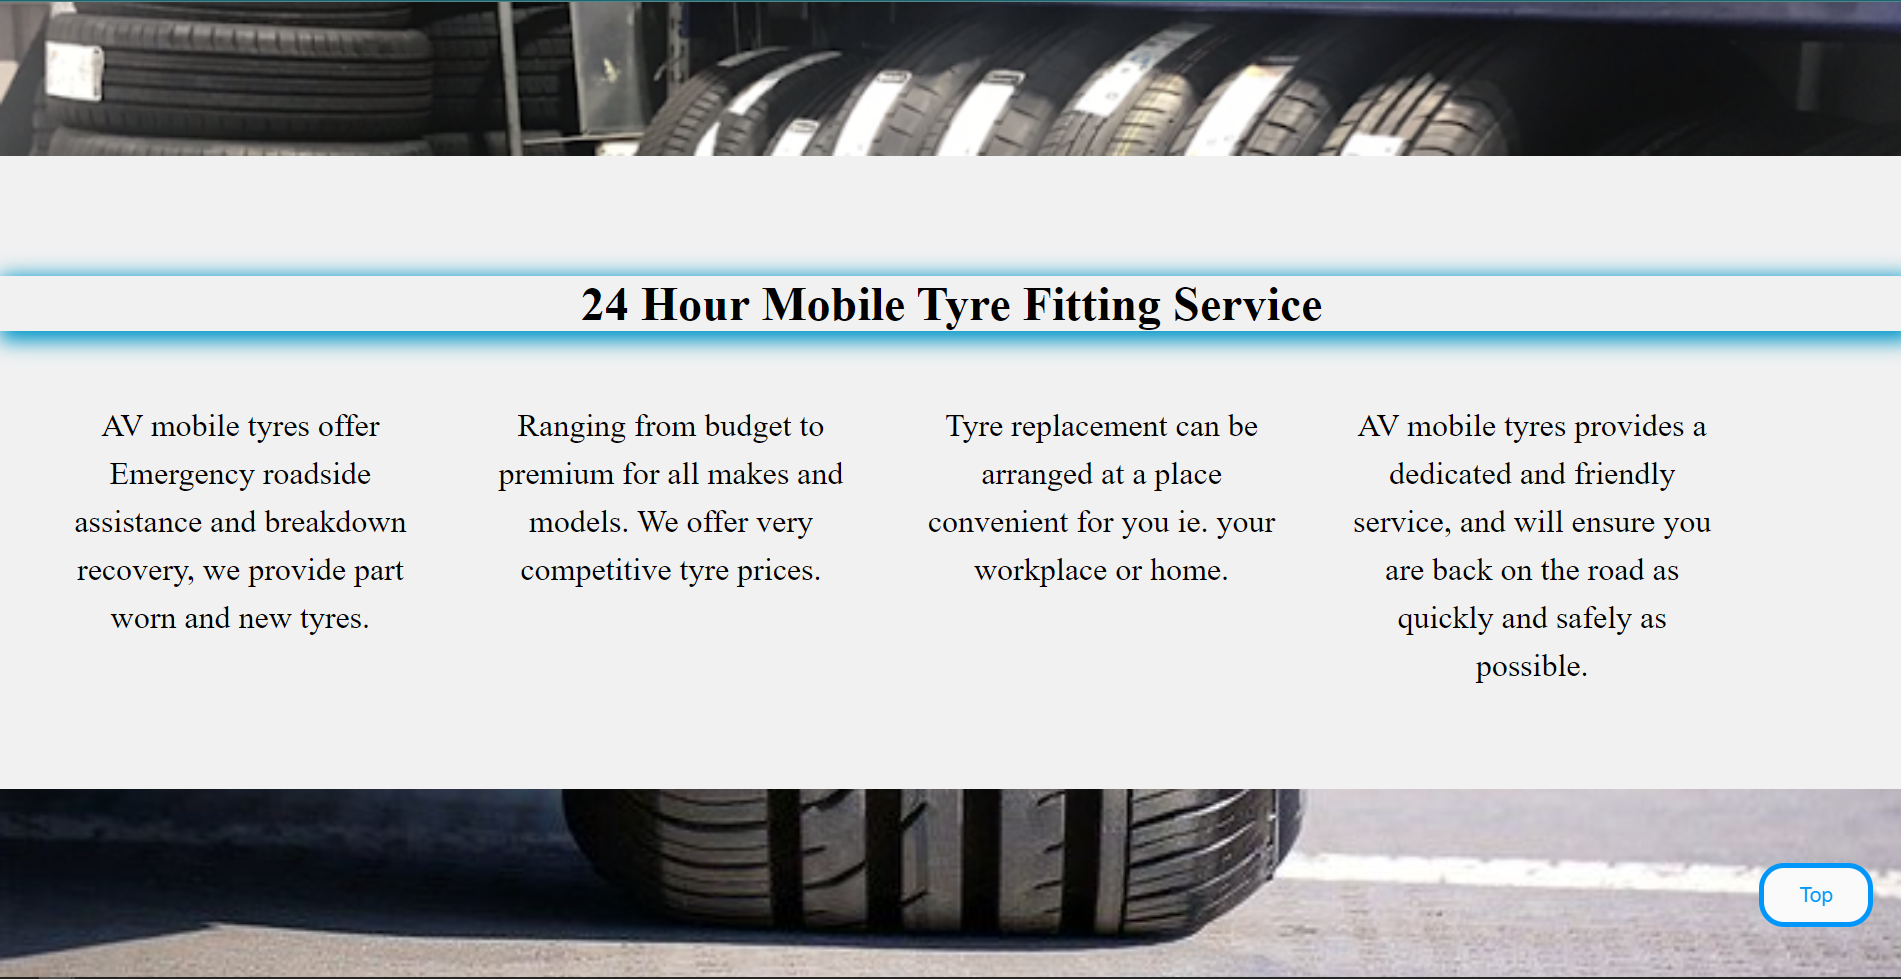 24 Hour Mobile Tyre Fitting Service
AV mobile tyres offer
Emergency roadside
assistance and breakdown
recovery, we provide part
worn and new tyres.
Ranging from budget to
premium for all makes and
models. We offer very
competitive tyre prices.
Tyre replacement can be
arranged at a place
convenient for you ie. your
workplace or home.
AV mobile tyres provides a
dedicated and friendly
service, and will ensure you
are back on the road as
quickly and safely as
possible.
Top